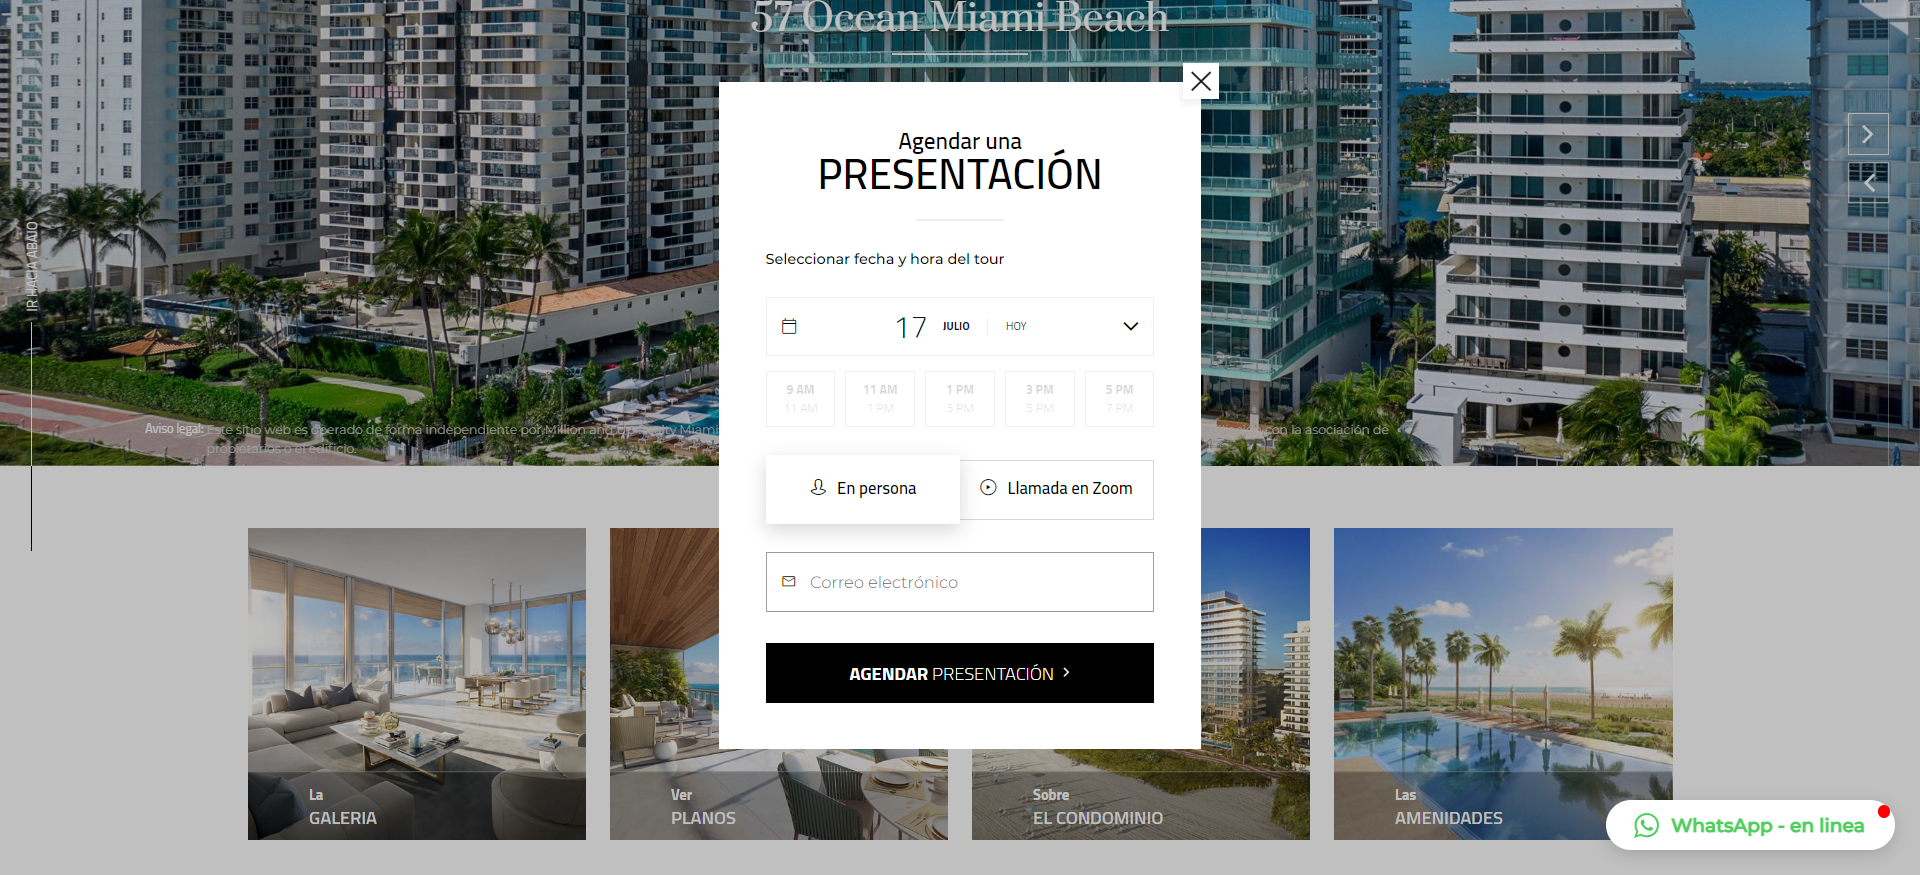 57 Ocean Miami Beach
Agendar una
PRESENTACIÓN
IR HACIA ABAJO
Seleccionar fecha y hora del tour
17 JULIO HOY
9 AM 11 AM 1 PM 3 PM 5 PM
11 AM 1 PM 3 PM 5 PM 7 PM
Aviso legal: Este sitio web es operado de forma independiente por Million and Up Realty Miami con la asociación de
propietarios o el edificio.
En persona Llamada en Zoom
Correo electrónico
AGENDAR PRESENTACIÓN
La
GALERIA
Ver
PLANOS
Sobre
EL CONDOMINIO
Las
AMENIDADES
WhatsApp - en linea